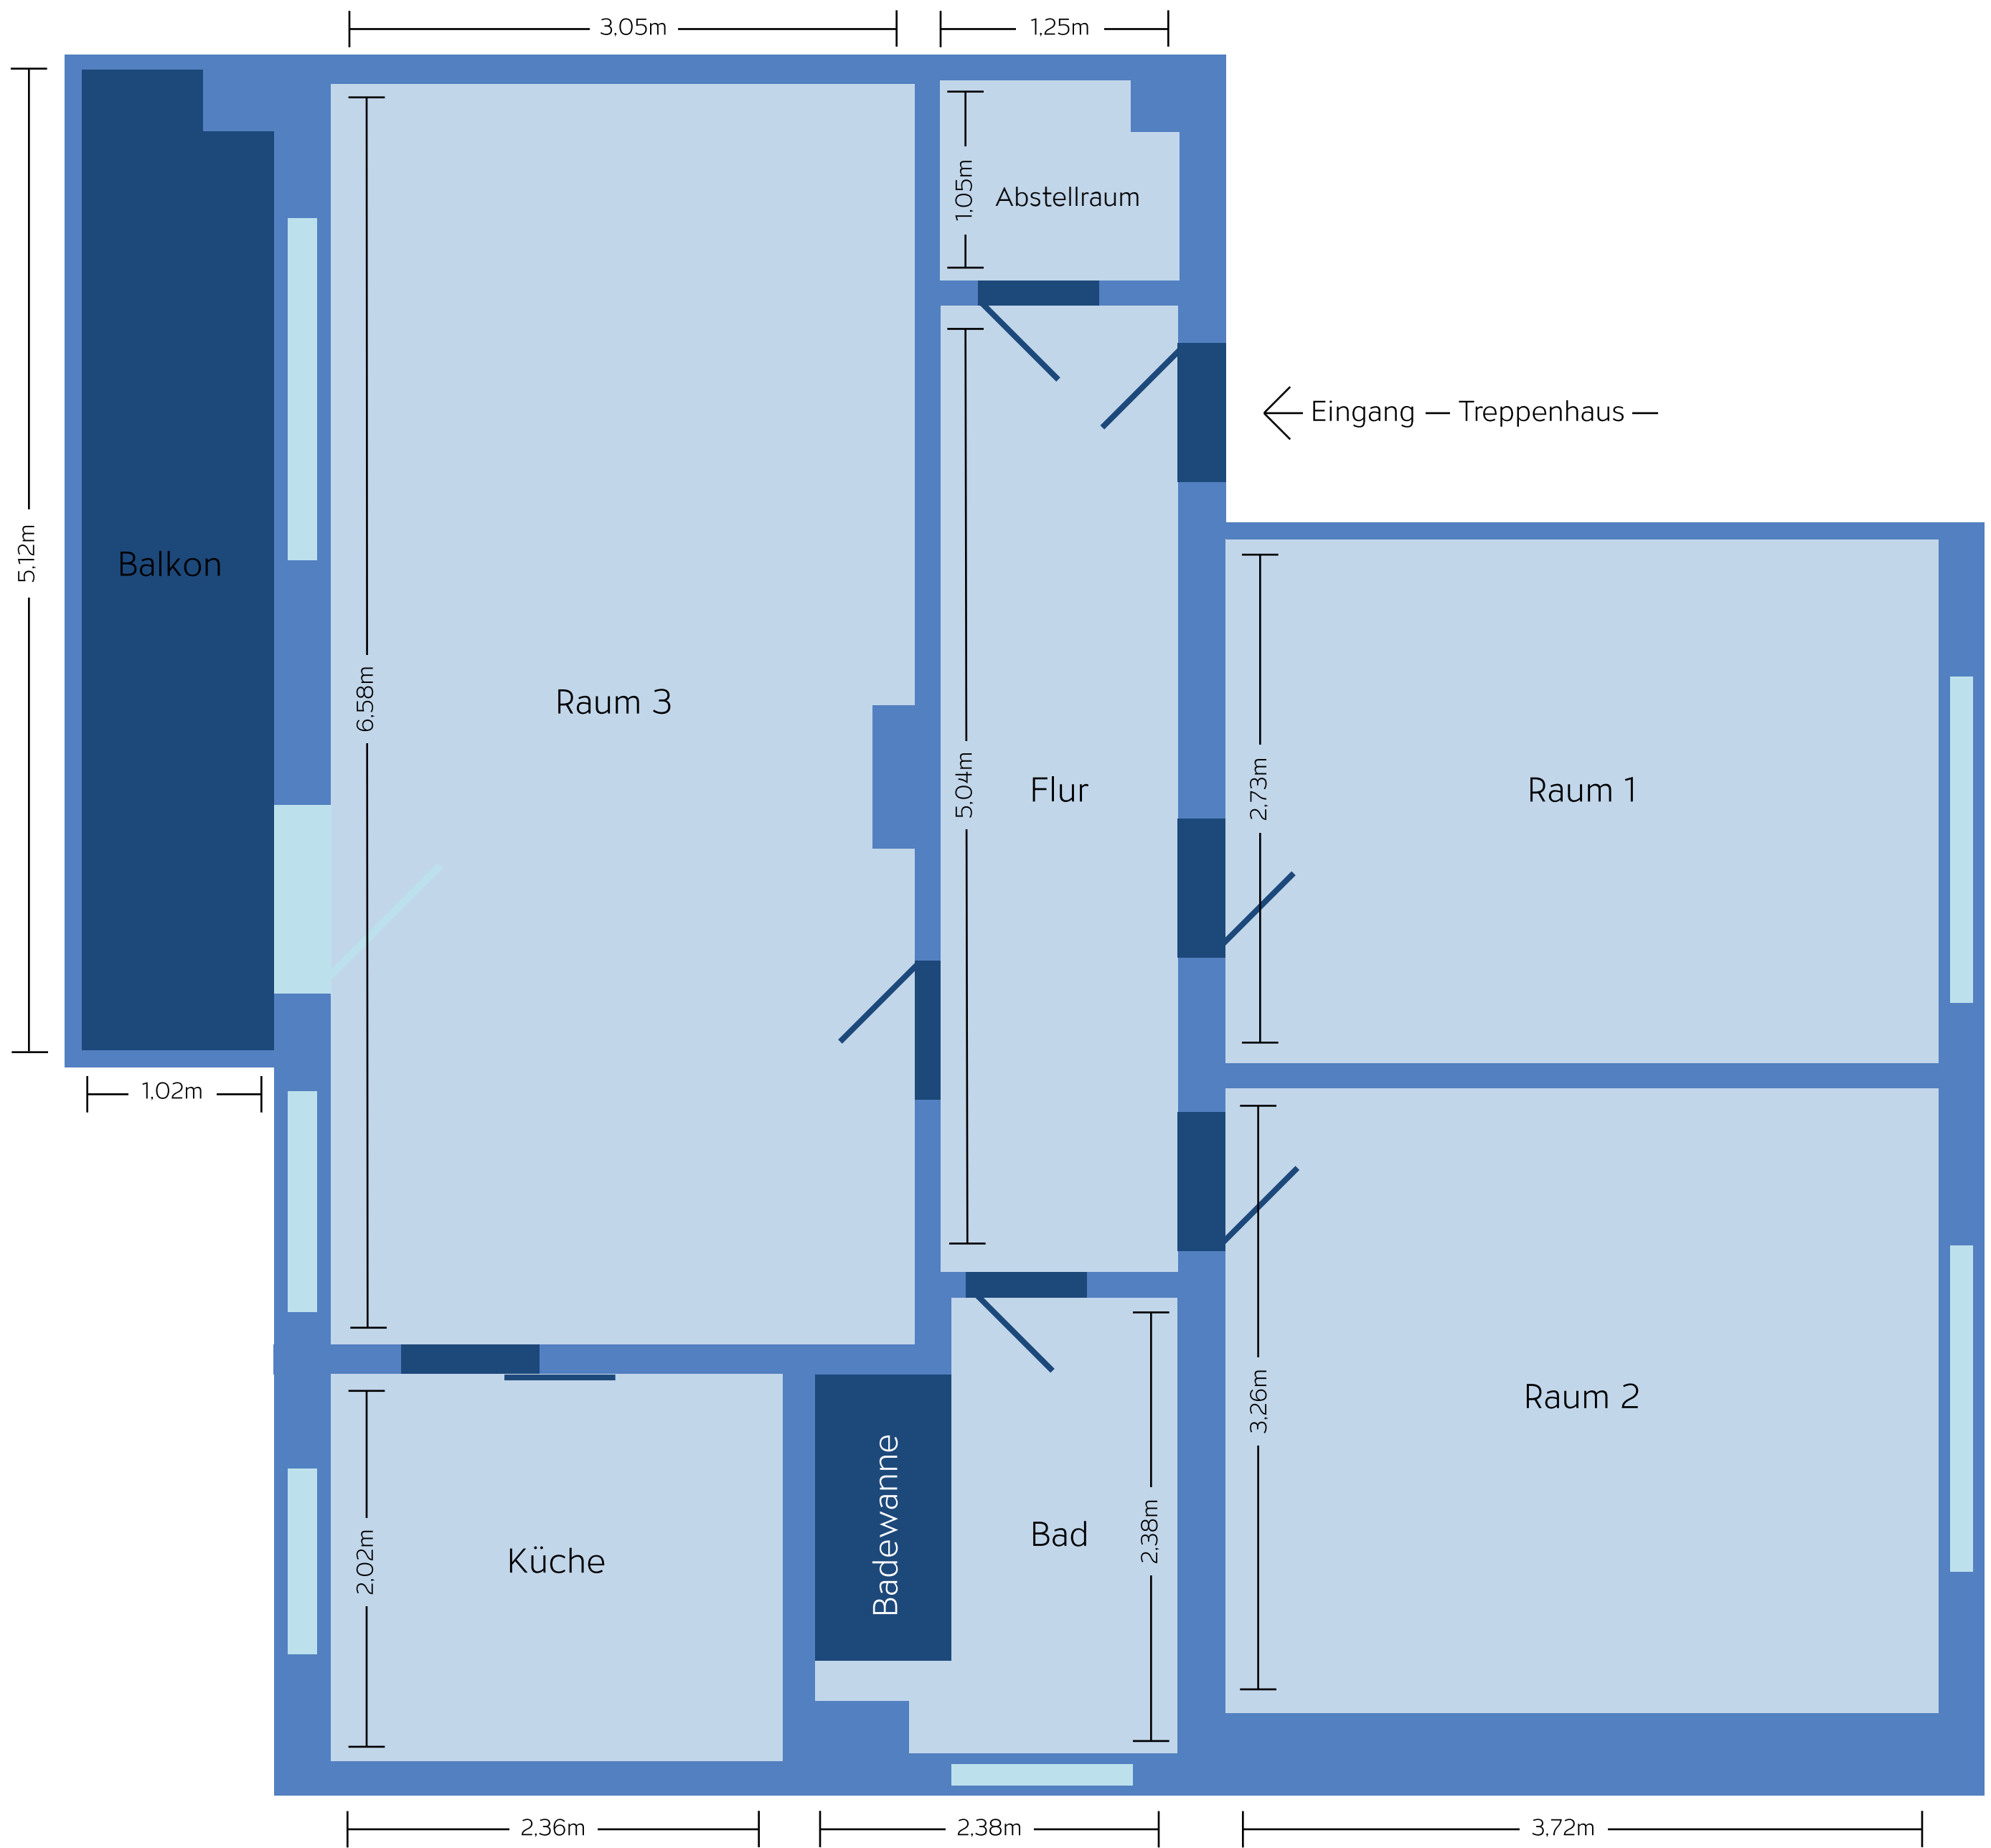 3,05m
1,25m
1,05m
Abstellraum
Eingang — Treppenhaus —
5,12m
Balkon
6,58m
Raum 3
5,04m
Flur
2,73m
Raum 1
1,02m
3,26m
Raum 2
2,02m
Küche
Badewanne
Bad
2,38m
2,36m
2,38m
3,72m